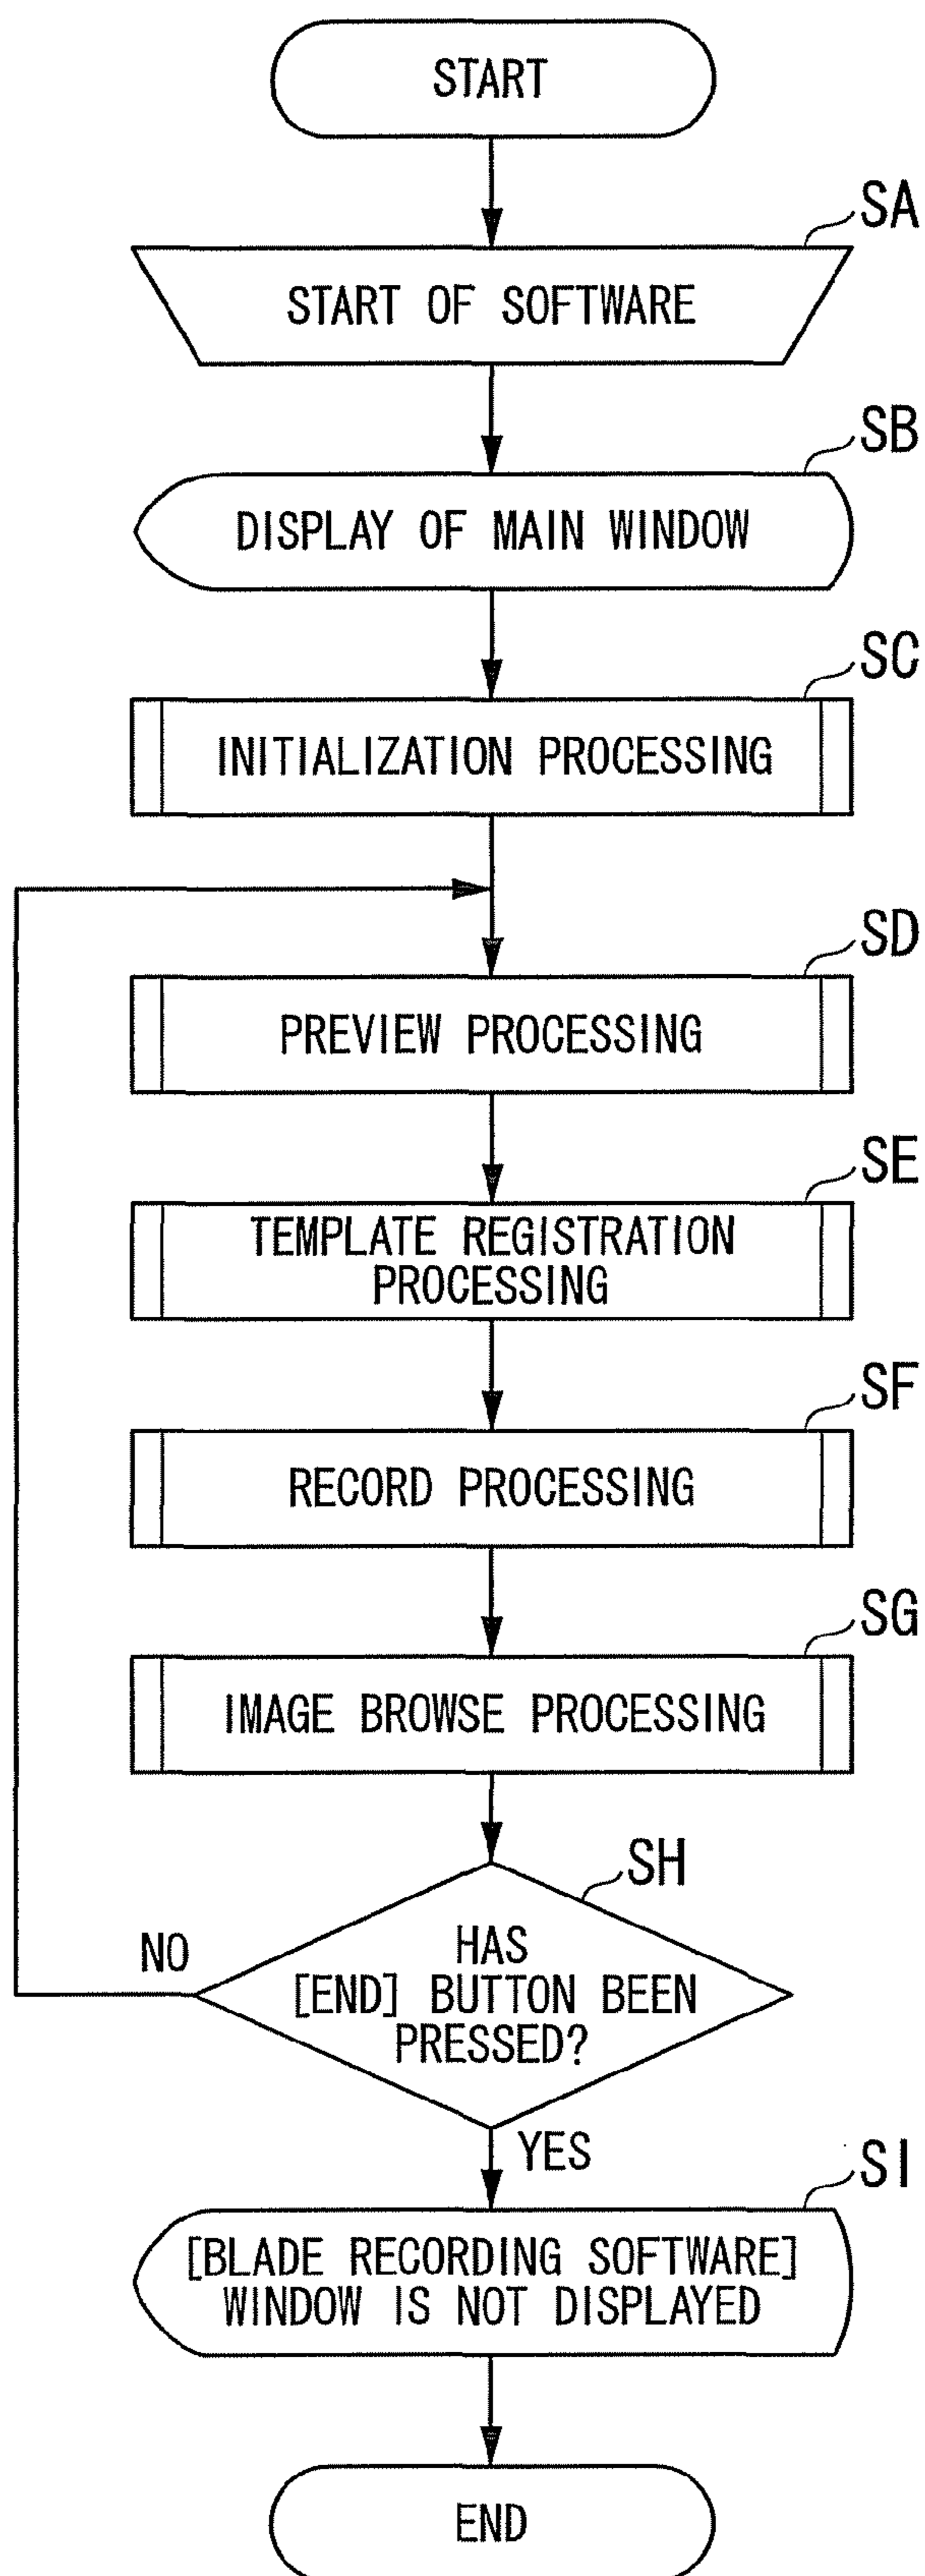 START
SA
START OF SOFTWARE
SB
DISPLAY OF MAIN WINDOW
SC
INITIALIZATION PROCESSING
SD
PREVIEW PROCESSING
SE
TEMPLATE REGISTRATION
PROCESSING
SF
RECORD PROCESSING
SG
IMAGE BROWSE PROCESSING
SH
NO
HAS
[END] BUTTON BEEN
PRESSED?
YES
SI
[BLADE RECORDING SOFTWARE]
WINDOW IS NOT DISPLAYED
END